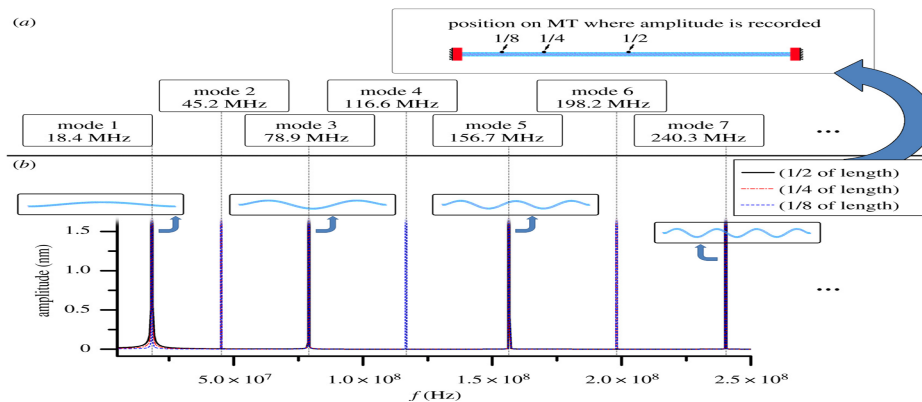 (a)
position on MT where amplitude is recorded
1/8 1/4 1/2
mode 2
45.2 MHz
mode 4
116.6 MHz
mode 6
198.2 MHz
mode 1
18.4 MHz
mode 3
78.9 MHz
mode 5
156.7 MHz
mode 7
240.3 MHz
...
(b)
(1/2 of length)
(1/4 of length)
(1/8 of length)
amplitude (nm)
1.5
1.0
0.5
0
...
5.0 × 10⁷ 1.0 × 10⁸ 1.5 × 10⁸ 2.0 × 10⁸ 2.5 × 10⁸
f (Hz)